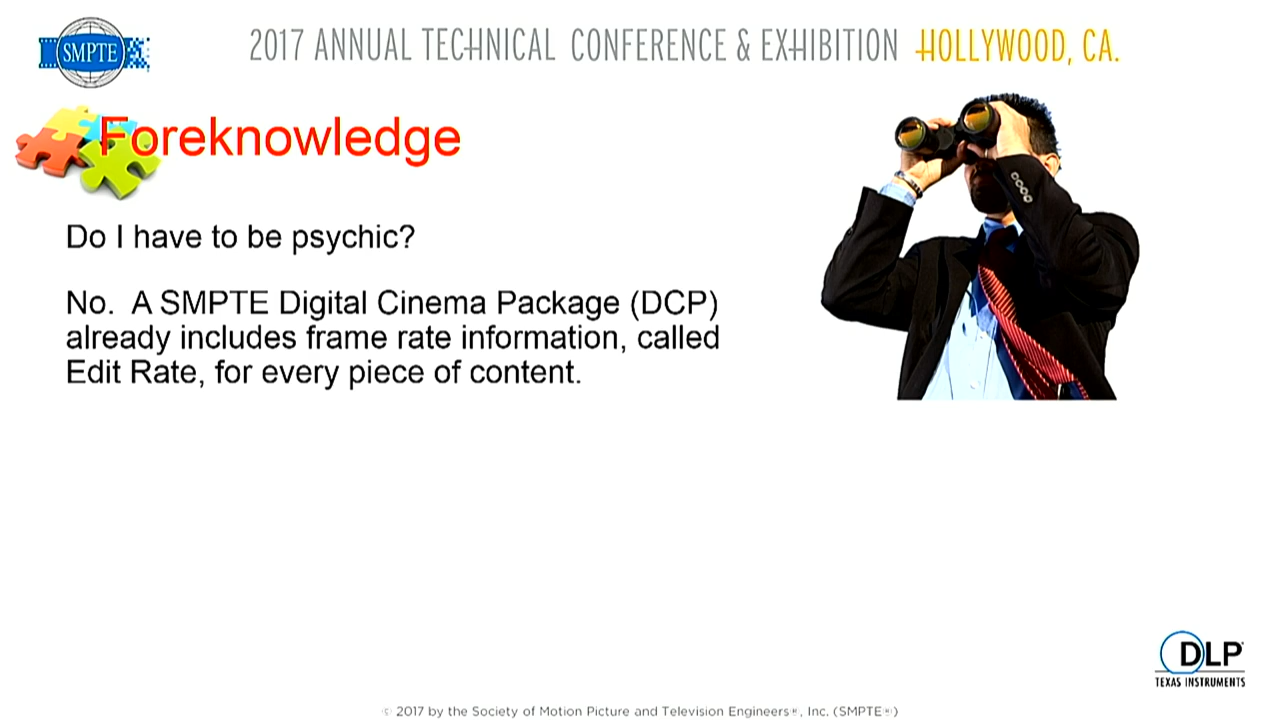 SMPTE
2017 ANNUAL TECHNICAL CONFERENCE & EXHIBITION HOLLYWOOD, CA.
Foreknowledge
Do I have to be psychic?
No. A SMPTE Digital Cinema Package (DCP)
already includes frame rate information, called
Edit Rate, for every piece of content.
DLP
TEXAS INSTRUMENTS
© 2017 by the Society of Motion Picture and Television Engineers®, Inc. (SMPTE®)